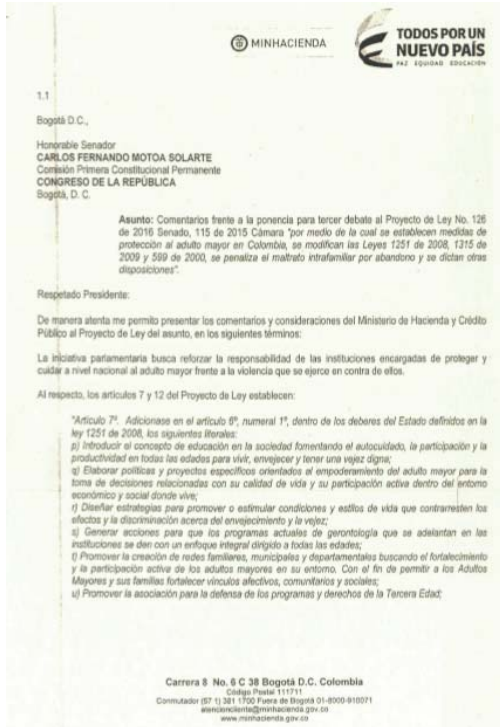 MINHACIENDA
TODOS POR UN
NUEVO PAÍS
PAZ EQUIDAD EDUCACIÓN
1.1
Bogotá D.C.,
Honorable Senador
CARLOS FERNANDO MOTOA SOLARTE
Comisión Primera Constitucional Permanente
CONGRESO DE LA REPÚBLICA
Bogotá, D. C.
Asunto: Comentarios frente a la ponencia para tercer debate al Proyecto de Ley No. 126
de 2016 Senado, 115 de 2015 Cámara "por medio de la cual se establecen medidas de
protección al adulto mayor en Colombia, se modifican las Leyes 1251 de 2008, 1315 de
2009 y 599 de 2000, se penaliza el maltrato intrafamiliar por abandono y se dictan otras
disposiciones".
Respetado Presidente:
De manera atenta me permito presentar los comentarios y consideraciones del Ministerio de Hacienda y Crédito
Público al Proyecto de Ley del asunto, en los siguientes términos:
La iniciativa parlamentaria busca reforzar la responsabilidad de las instituciones encargadas de proteger y
cuidar a nivel nacional al adulto mayor frente a la violencia que se ejerce en contra de ellos.
Al respecto, los artículos 7 y 12 del Proyecto de Ley establecen:
"Artículo 7º. Adicionase en el artículo 6º, numeral 1º, dentro de los deberes del Estado definidos en la
ley 1251 de 2008, los siguientes literales:
p) Introducir el concepto de educación en la sociedad fomentando el autocuidado, la participación y la
productividad en todas las edades para vivir, envejecer y tener una vejez digna;
q) Elaborar políticas y proyectos específicos orientados al empoderamiento del adulto mayor para la
toma de decisiones relacionadas con su calidad de vida y su participación activa dentro del entorno
económico y social donde vive;
r) Diseñar estrategias para promover o estimular condiciones y estilos de vida que contrarresten los
efectos y la discriminación acerca del envejecimiento y la vejez;
s) Generar acciones para que los programas actuales de gerontología que se adelantan en las
instituciones se den con un enfoque integral dirigido a todas las edades;
t) Promover la creación de redes familiares, municipales y departamentales buscando el fortalecimiento
y la participación activa de los adultos mayores en su entorno. Con el fin de permitir a los Adultos
Mayores y sus familias fortalecer vínculos afectivos, comunitarios y sociales;
u) Promover la asociación para la defensa de los programas y derechos de la Tercera Edad;
Carrera 8 No. 6 C 38 Bogotá D.C. Colombia
Código Postal 111711
Conmutador (57 1) 381 1700 Fuera de Bogotá 01-8000-910071
atencioncliente@minhacienda.gov.co
www.minhacienda.gov.co